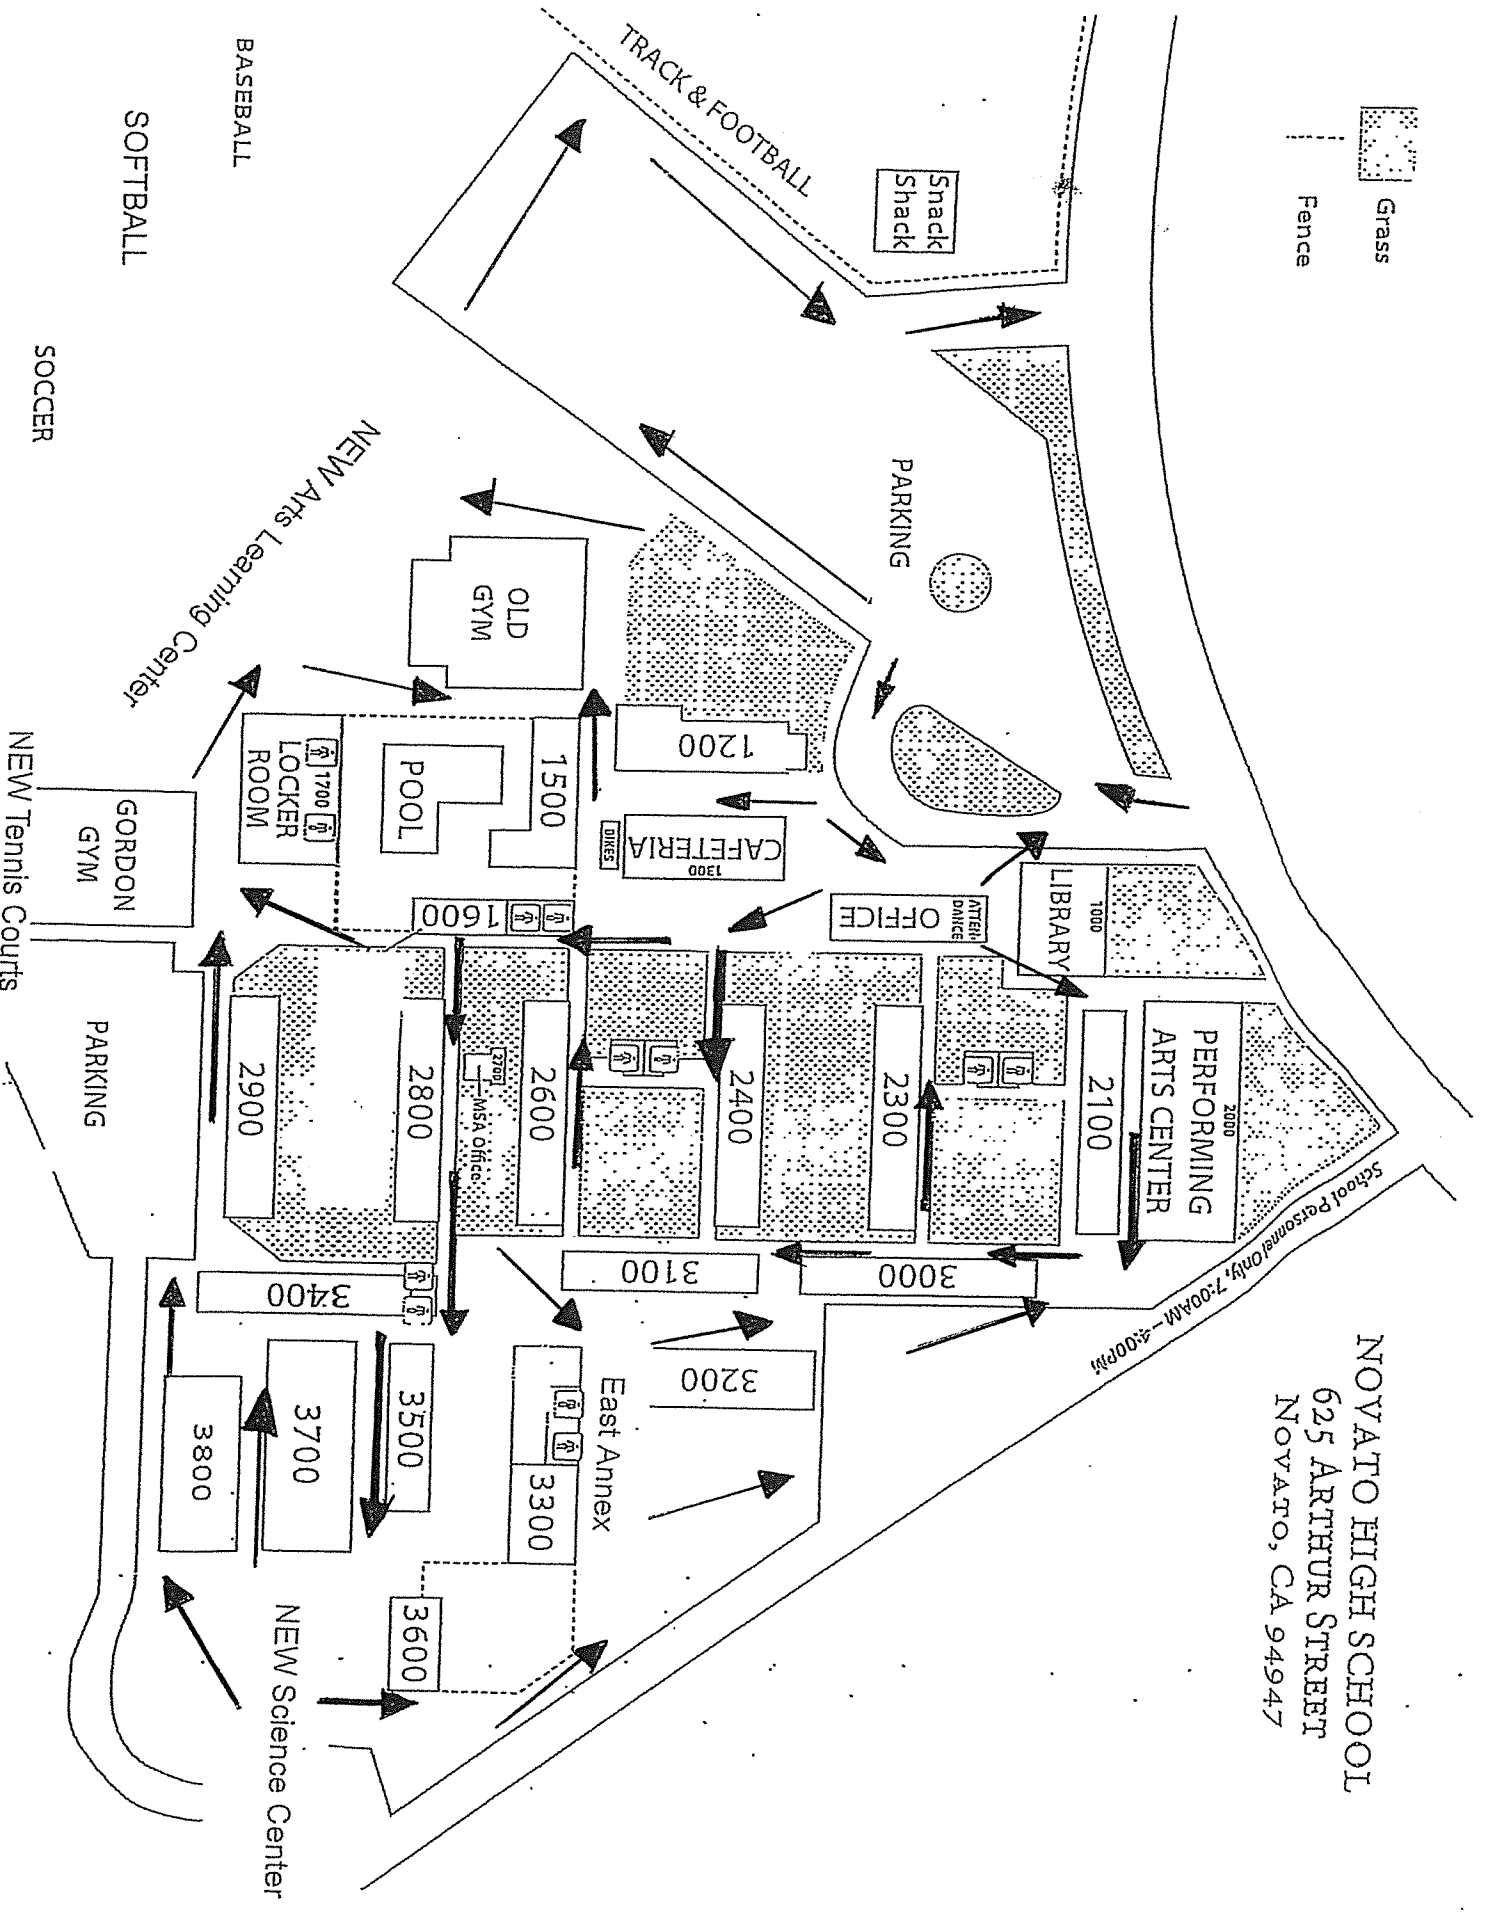 NOVATO HIGH SCHOOL
625 ARTHUR STREET
NOVATO, CA 94947
Grass
Fence
TRACK & FOOTBALL
Snack
Shack
BASEBALL
SOFTBALL
SOCCER
PARKING
School Personnel Only, 7:00AM – 4:00PM
1000
LIBRARY
2000
PERFORMING
ARTS CENTER
ATTEN-
DANCE
OFFICE
2100
2300
2400
2600
2700
MSA Office
2800
2900
3000
3100
3200
East Annex
3300
3400
3500
3600
3700
3800
1200
1300
CAFETERIA
BIKES
1500
1600
POOL
OLD
GYM
1700
LOCKER
ROOM
GORDON
GYM
PARKING
NEW Arts Learning Center
NEW Tennis Courts
NEW Science Center